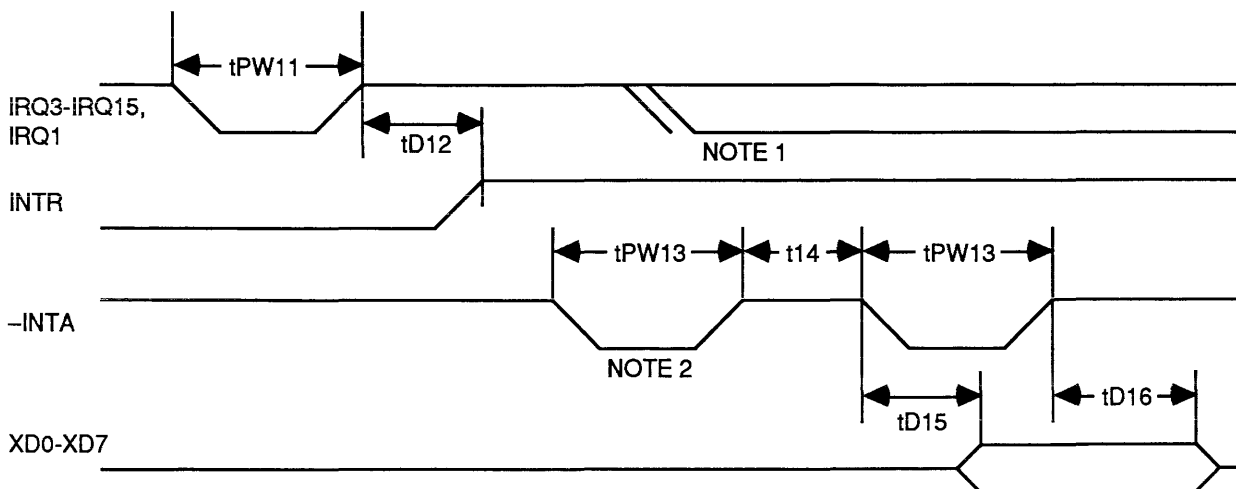 tPW11
IRQ3-IRQ15,
IRQ1
tD12
NOTE 1
INTR
tPW13
t14
tPW13
–INTA
NOTE 2
tD15
tD16
XD0-XD7